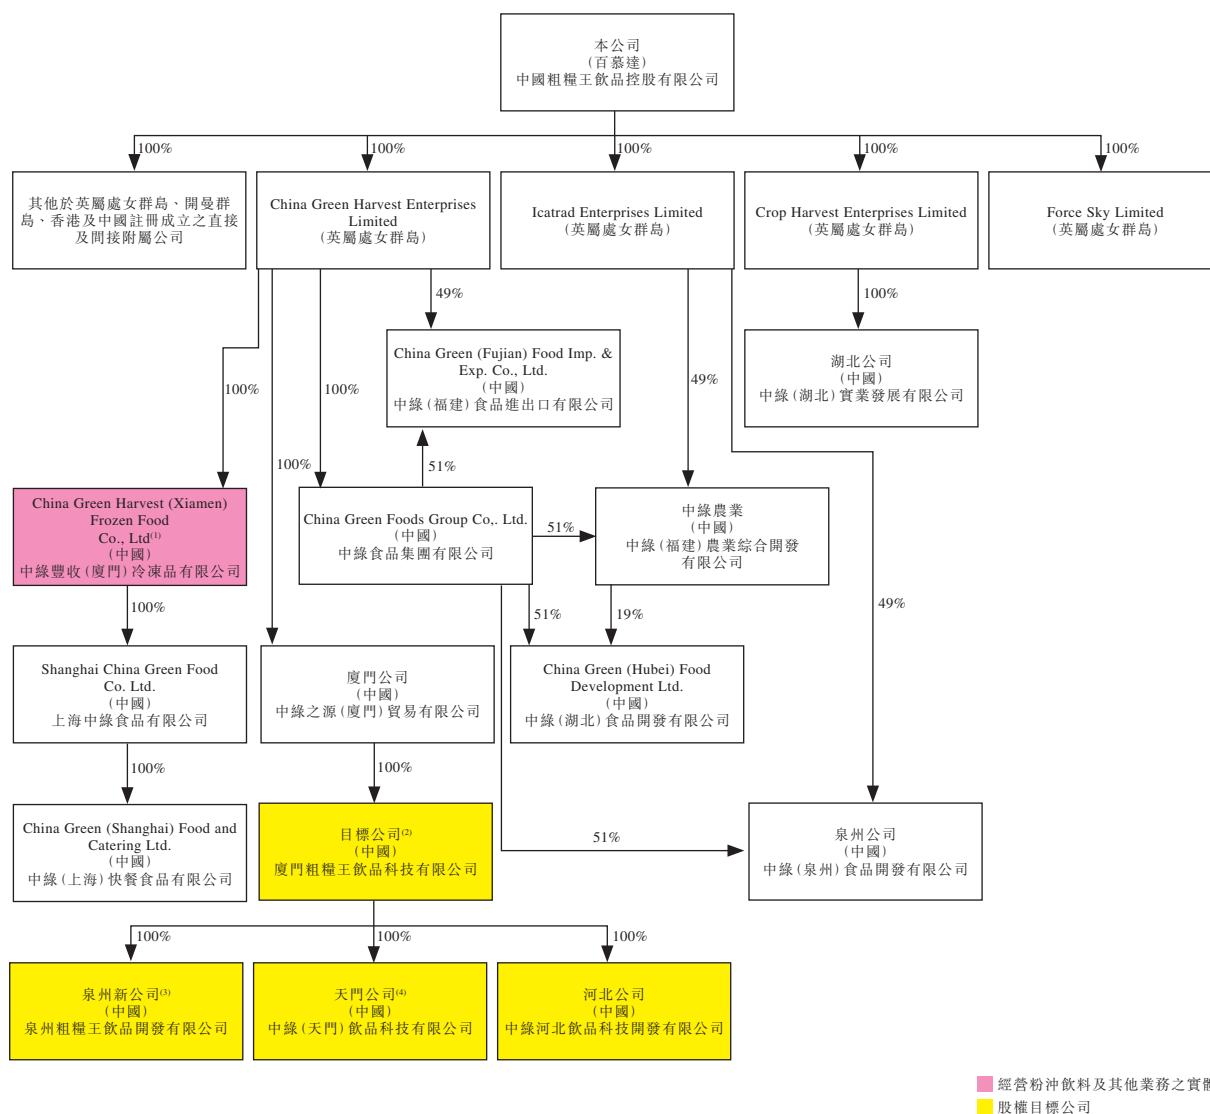 本公司
(百慕達)
中國粗糧王飲品控股有限公司
100%
100%
100%
100%
100%
其他於英屬處女群島、開曼群
島、香港及中國註冊成立之直接
及間接附屬公司
China Green Harvest Enterprises
Limited
(英屬處女群島)
Icatrad Enterprises Limited
(英屬處女群島)
Crop Harvest Enterprises Limited
(英屬處女群島)
Force Sky Limited
(英屬處女群島)
49%
100%
China Green (Fujian) Food Imp. &
Exp. Co., Ltd.
(中國)
中綠(福建)食品進出口有限公司
湖北公司
(中國)
中綠(湖北)實業發展有限公司
100%
100%
49%
100%
51%
China Green Harvest (Xiamen)
Frozen Food
Co., Ltd(1)
(中國)
中綠豐收(廈門)冷凍品有限公司
China Green Foods Group Co,. Ltd.
(中國)
中綠食品集團有限公司
51%
中綠農業
(中國)
中綠(福建)農業綜合開發
有限公司
100%
51%
19%
49%
Shanghai China Green Food
Co. Ltd.
(中國)
上海中綠食品有限公司
廈門公司
(中國)
中綠之源(廈門)貿易有限公司
China Green (Hubei) Food
Development Ltd.
(中國)
中綠(湖北)食品開發有限公司
100%
100%
China Green (Shanghai) Food and
Catering Ltd.
(中國)
中綠(上海)快餐食品有限公司
目標公司(2)
(中國)
廈門粗糧王飲品科技有限公司
51%
泉州公司
(中國)
中綠(泉州)食品開發有限公司
100%
100%
100%
泉州新公司(3)
(中國)
泉州粗糧王飲品開發有限公司
天門公司(4)
(中國)
中綠(天門)飲品科技有限公司
河北公司
(中國)
中綠河北飲品科技開發有限公司
經營粉沖飲料及其他業務之實體
股權目標公司